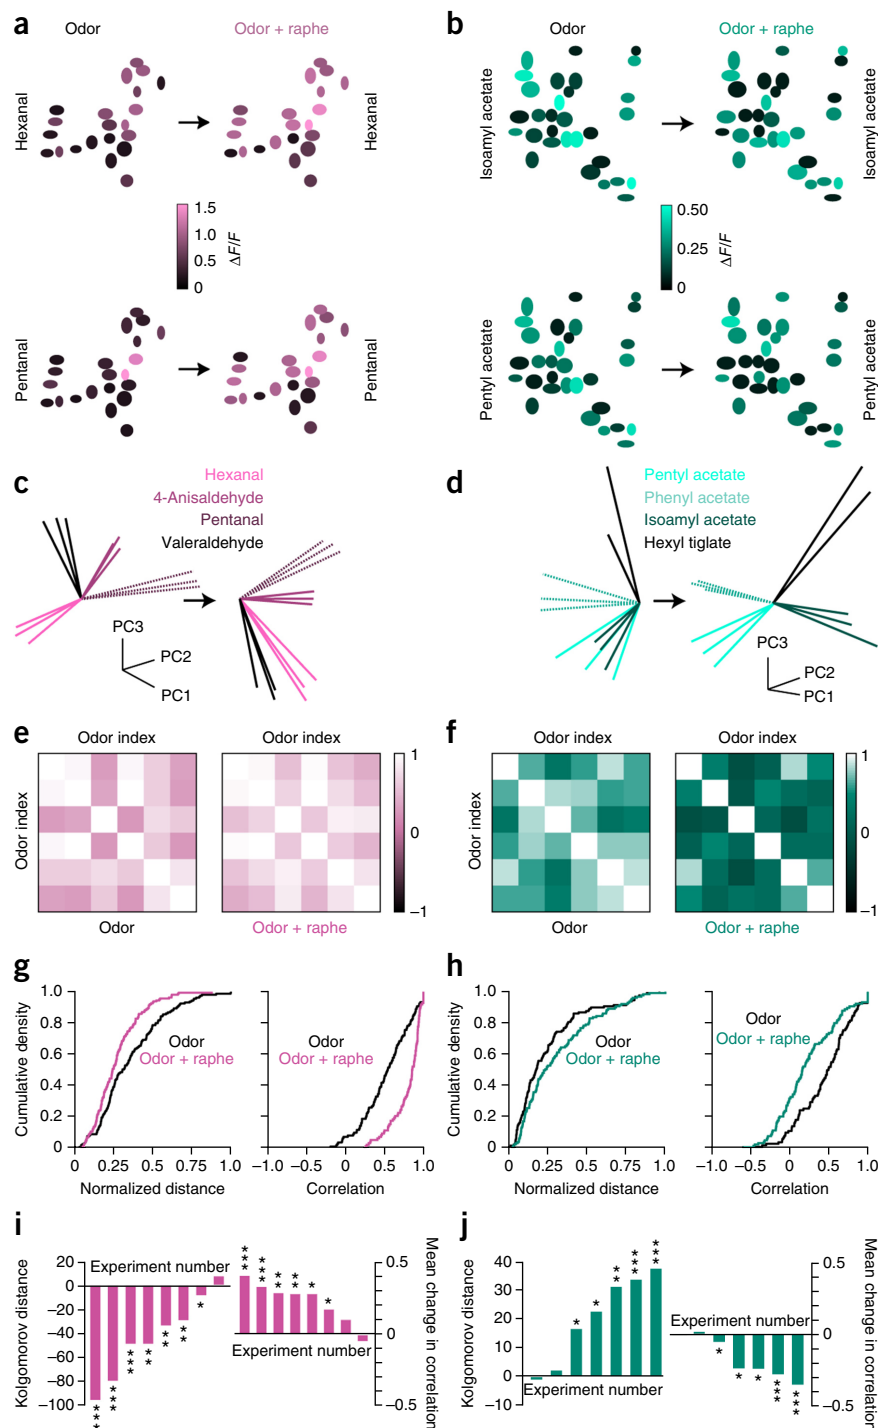 a
Odor
Odor + raphe
Hexanal
Hexanal
1.5
1.0
0.5
0
ΔF/F
Pentanal
Pentanal
b
Odor
Odor + raphe
Isoamyl acetate
Isoamyl acetate
0.50
0.25
0
ΔF/F
Pentyl acetate
Pentyl acetate
c
Hexanal
4-Anisaldehyde
Pentanal
Valeraldehyde
PC3
PC2
PC1
d
Pentyl acetate
Phenyl acetate
Isoamyl acetate
Hexyl tiglate
PC3
PC2
PC1
e
Odor index
Odor index
Odor index
1
0
−1
Odor
Odor + raphe
f
Odor index
Odor index
Odor index
1
0
−1
Odor
Odor + raphe
g
Cumulative density
1.0
0.8
0.6
0.4
0.2
0
Odor
Odor + raphe
0 0.25 0.5 0.75 1.0
Normalized distance
Odor
Odor + raphe
−1.0 −0.5 0 0.5 1.0
Correlation
h
Cumulative density
1.0
0.8
0.6
0.4
0.2
0
Odor
Odor + raphe
0 0.25 0.5 0.75 1.0
Normalized distance
Odor
Odor + raphe
−1.0 −0.5 0 0.5 1.0
Correlation
i
Kolgomorov distance
20
0
−20
−40
−60
−80
−100
Experiment number
***
***
***
**
**
**
*
***
***
**
**
*
*
Experiment number
0.5
0
−0.5
Mean change in correlation
j
Kolgomorov distance
40
30
20
10
0
−10
*
*
**
***
***
Experiment number
Experiment number
*
*
*
***
***
0.5
0
−0.5
Mean change in correlation